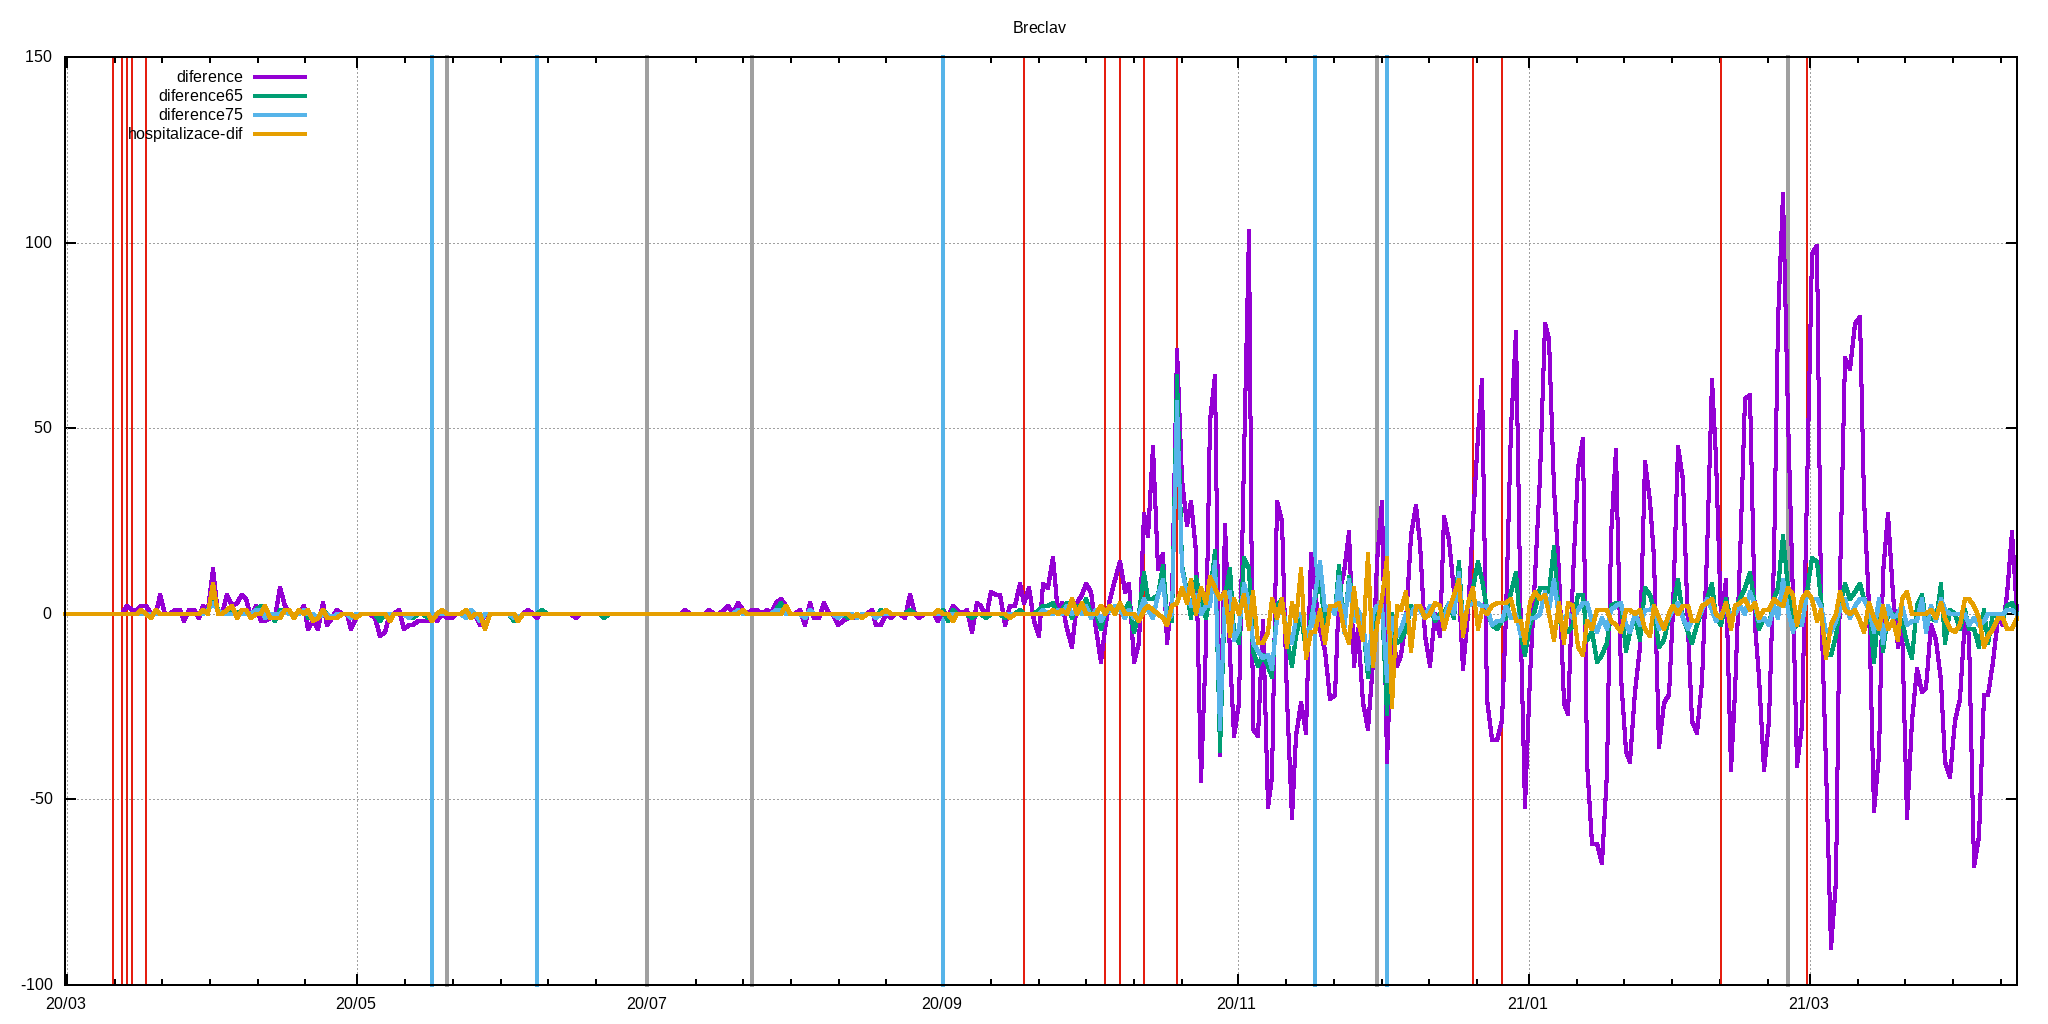 Breclav
150
diference
diference65
diference75
hospitalizace-dif
100
50
0
-50
-100
20/03 20/05 20/07 20/09 20/11 21/01 21/03